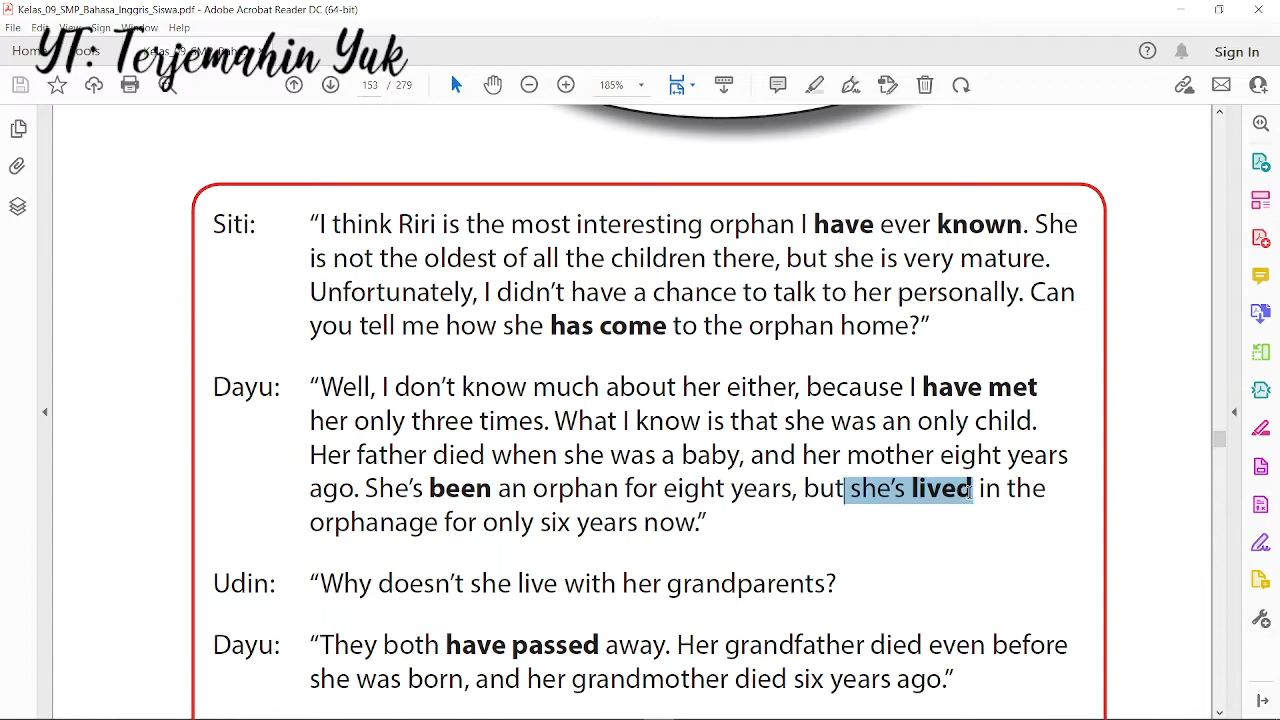 Kelas_09_SMP_Bahasa_Inggris_Siswa.pdf - Adobe Acrobat Reader DC (64-bit)
File Edit View Sign Window Help
YT: Terjemahin Yuk
Home Tools
Sign In
153 / 279
185%
Siti: “I think Riri is the most interesting orphan I have ever known. She
is not the oldest of all the children there, but she is very mature.
Unfortunately, I didn’t have a chance to talk to her personally. Can
you tell me how she has come to the orphan home?”
Dayu: “Well, I don’t know much about her either, because I have met
her only three times. What I know is that she was an only child.
Her father died when she was a baby, and her mother eight years
ago. She’s been an orphan for eight years, but she’s lived in the
orphanage for only six years now.”
Udin: “Why doesn’t she live with her grandparents?
Dayu: “They both have passed away. Her grandfather died even before
she was born, and her grandmother died six years ago.”